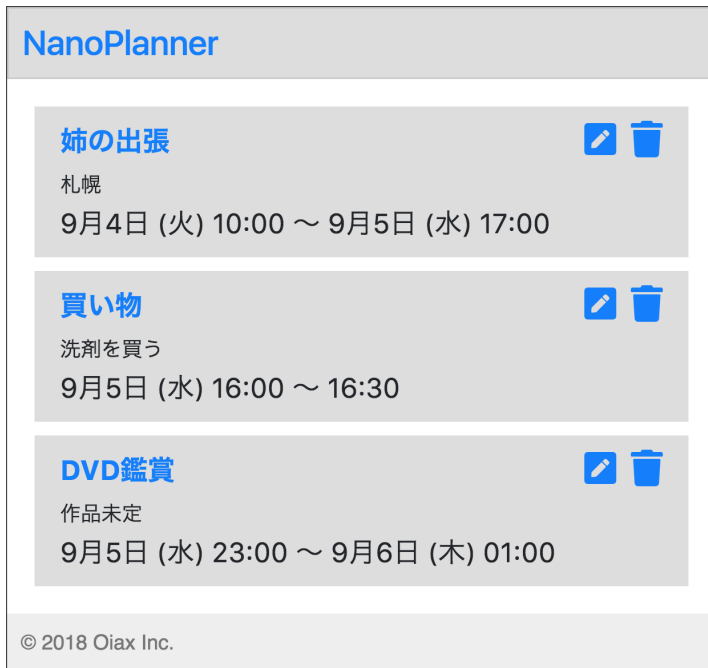 NanoPlanner
姉の出張
札幌
9月4日 (火) 10:00 〜 9月5日 (水) 17:00
買い物
洗剤を買う
9月5日 (水) 16:00 〜 16:30
DVD鑑賞
作品未定
9月5日 (水) 23:00 〜 9月6日 (木) 01:00
© 2018 Oiax Inc.